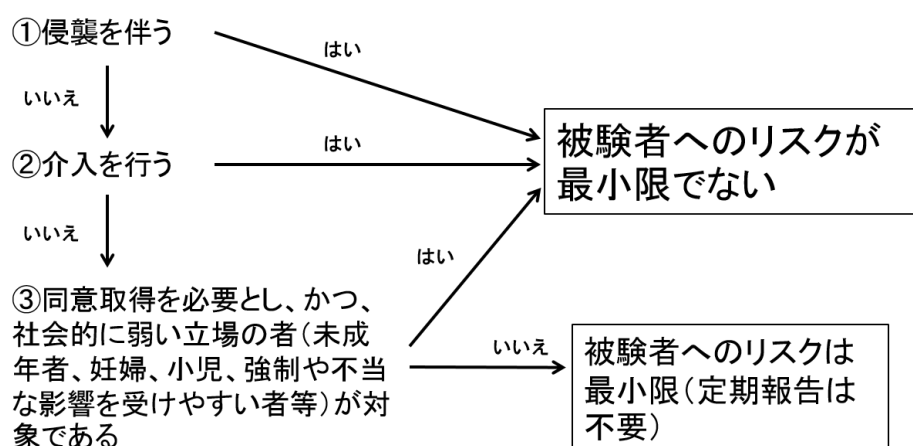 ①侵襲を伴う
はい
いいえ
②介入を行う
はい
被験者へのリスクが
最小限でない
いいえ
はい
③同意取得を必要とし、かつ、
社会的に弱い立場の者（未成
年者、妊婦、小児、強制や不当
な影響を受けやすい者等）が対
象である
いいえ
被験者へのリスクは
最小限（定期報告は
不要）